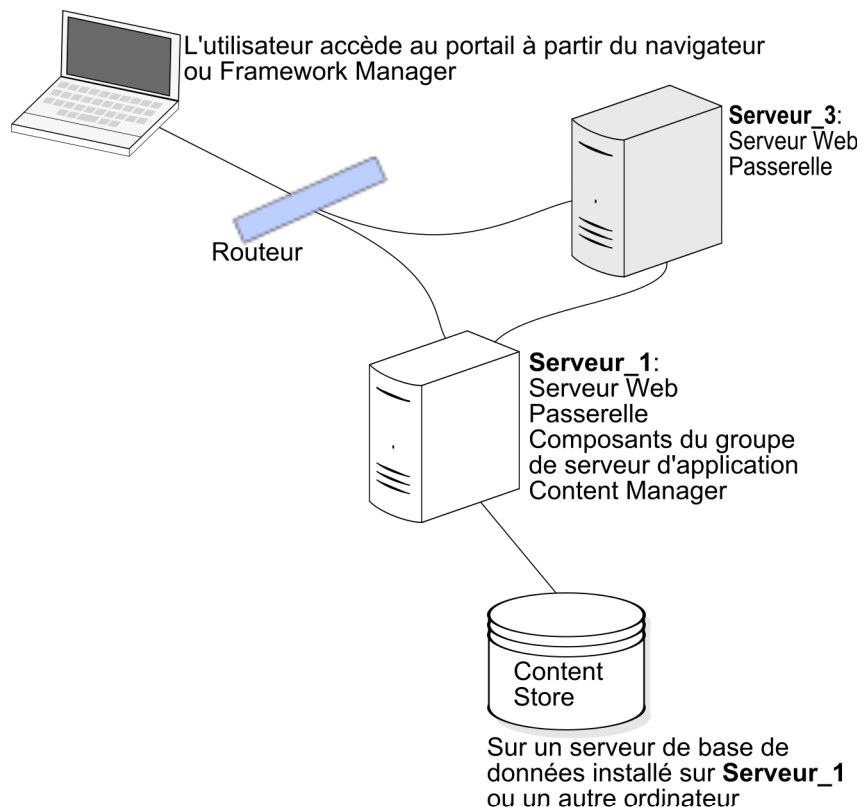 L'utilisateur accède au portail à partir du navigateur
ou Framework Manager
Serveur_3:
Serveur Web
Passerelle
Routeur
Serveur_1:
Serveur Web
Passerelle
Composants du groupe
de serveur d'application
Content Manager
Content
Store
Sur un serveur de base de
données installé sur Serveur_1
ou un autre ordinateur